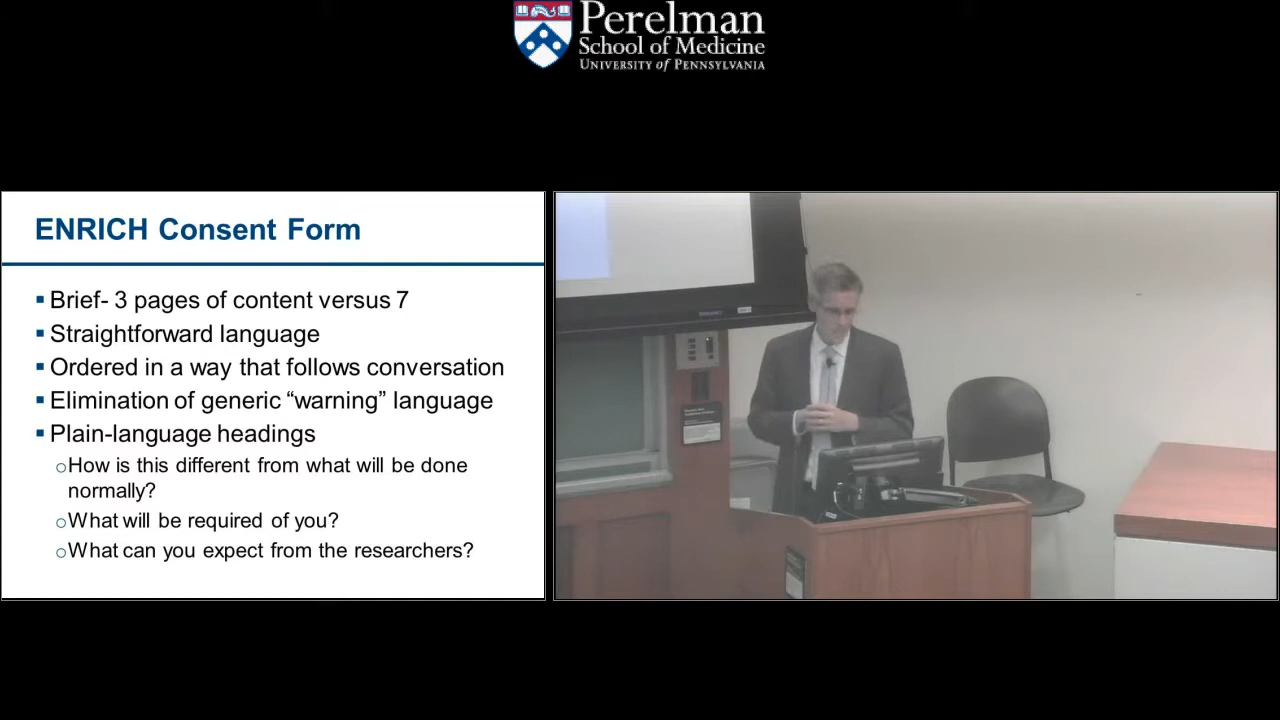 Perelman
School of Medicine
UNIVERSITY of PENNSYLVANIA
ENRICH Consent Form
▪ Brief- 3 pages of content versus 7
▪ Straightforward language
▪ Ordered in a way that follows conversation
▪ Elimination of generic “warning” language
▪ Plain-language headings
○ How is this different from what will be done
normally?
○ What will be required of you?
○ What can you expect from the researchers?